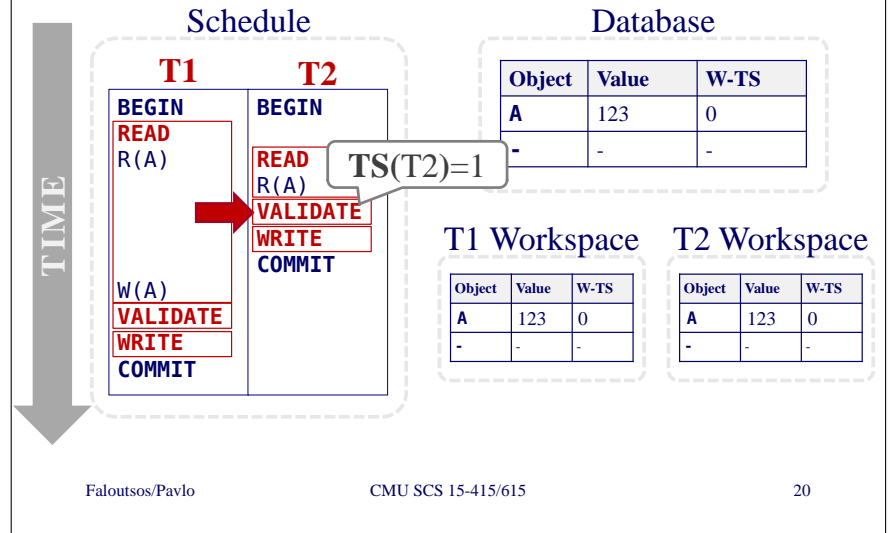 Schedule
Database
TIME
T1 T2
BEGIN BEGIN
READ
R(A) READ
R(A)
VALIDATE
WRITE
COMMIT
W(A)
VALIDATE
WRITE
COMMIT
TS(T2)=1
Object Value W-TS
A 123 0
- - -
T1 Workspace
Object Value W-TS
A 123 0
- - -
T2 Workspace
Object Value W-TS
A 123 0
- - -
Faloutsos/Pavlo CMU SCS 15-415/615 20